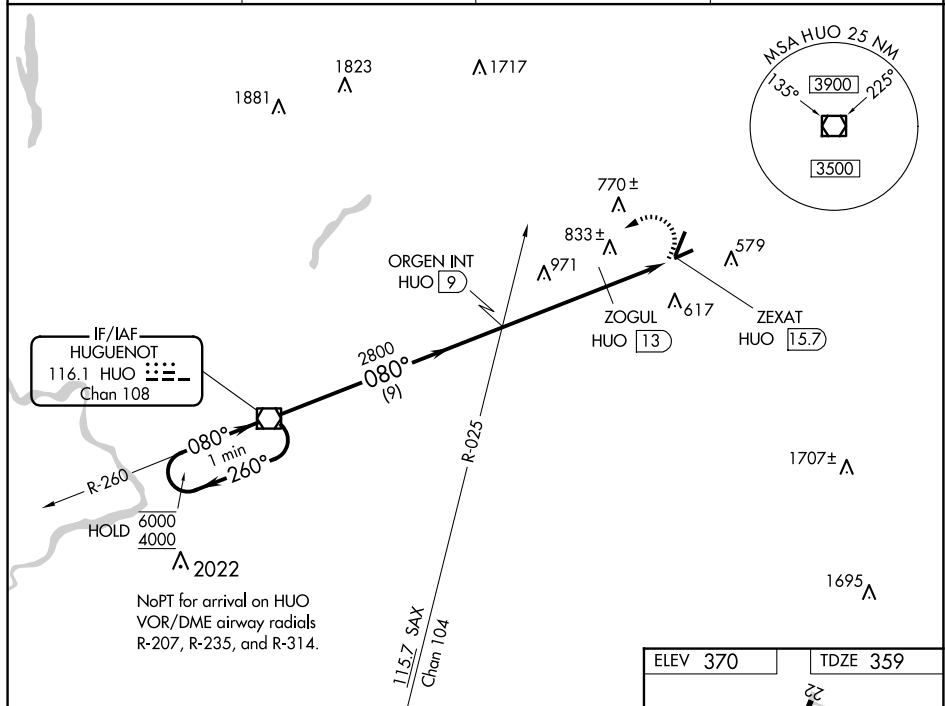 MSA HUO 25 NM
135°
3900
225°
3500
1823
1717
1881
770±
833±
971
579
617
ORGEN INT
HUO 9
ZOGUL
HUO 13
ZEXAT
HUO 15.7
IF/IAF
HUGUENOT
116.1 HUO
Chan 108
2800
080°
(9)
080°
1 min
260°
R-260
R-025
HOLD
6000
4000
2022
NoPT for arrival on HUO
VOR/DME airway radials
R-207, R-235, and R-314.
115.7 SAX
Chan 104
1707±
1695
ELEV 370
TDZE 359
22